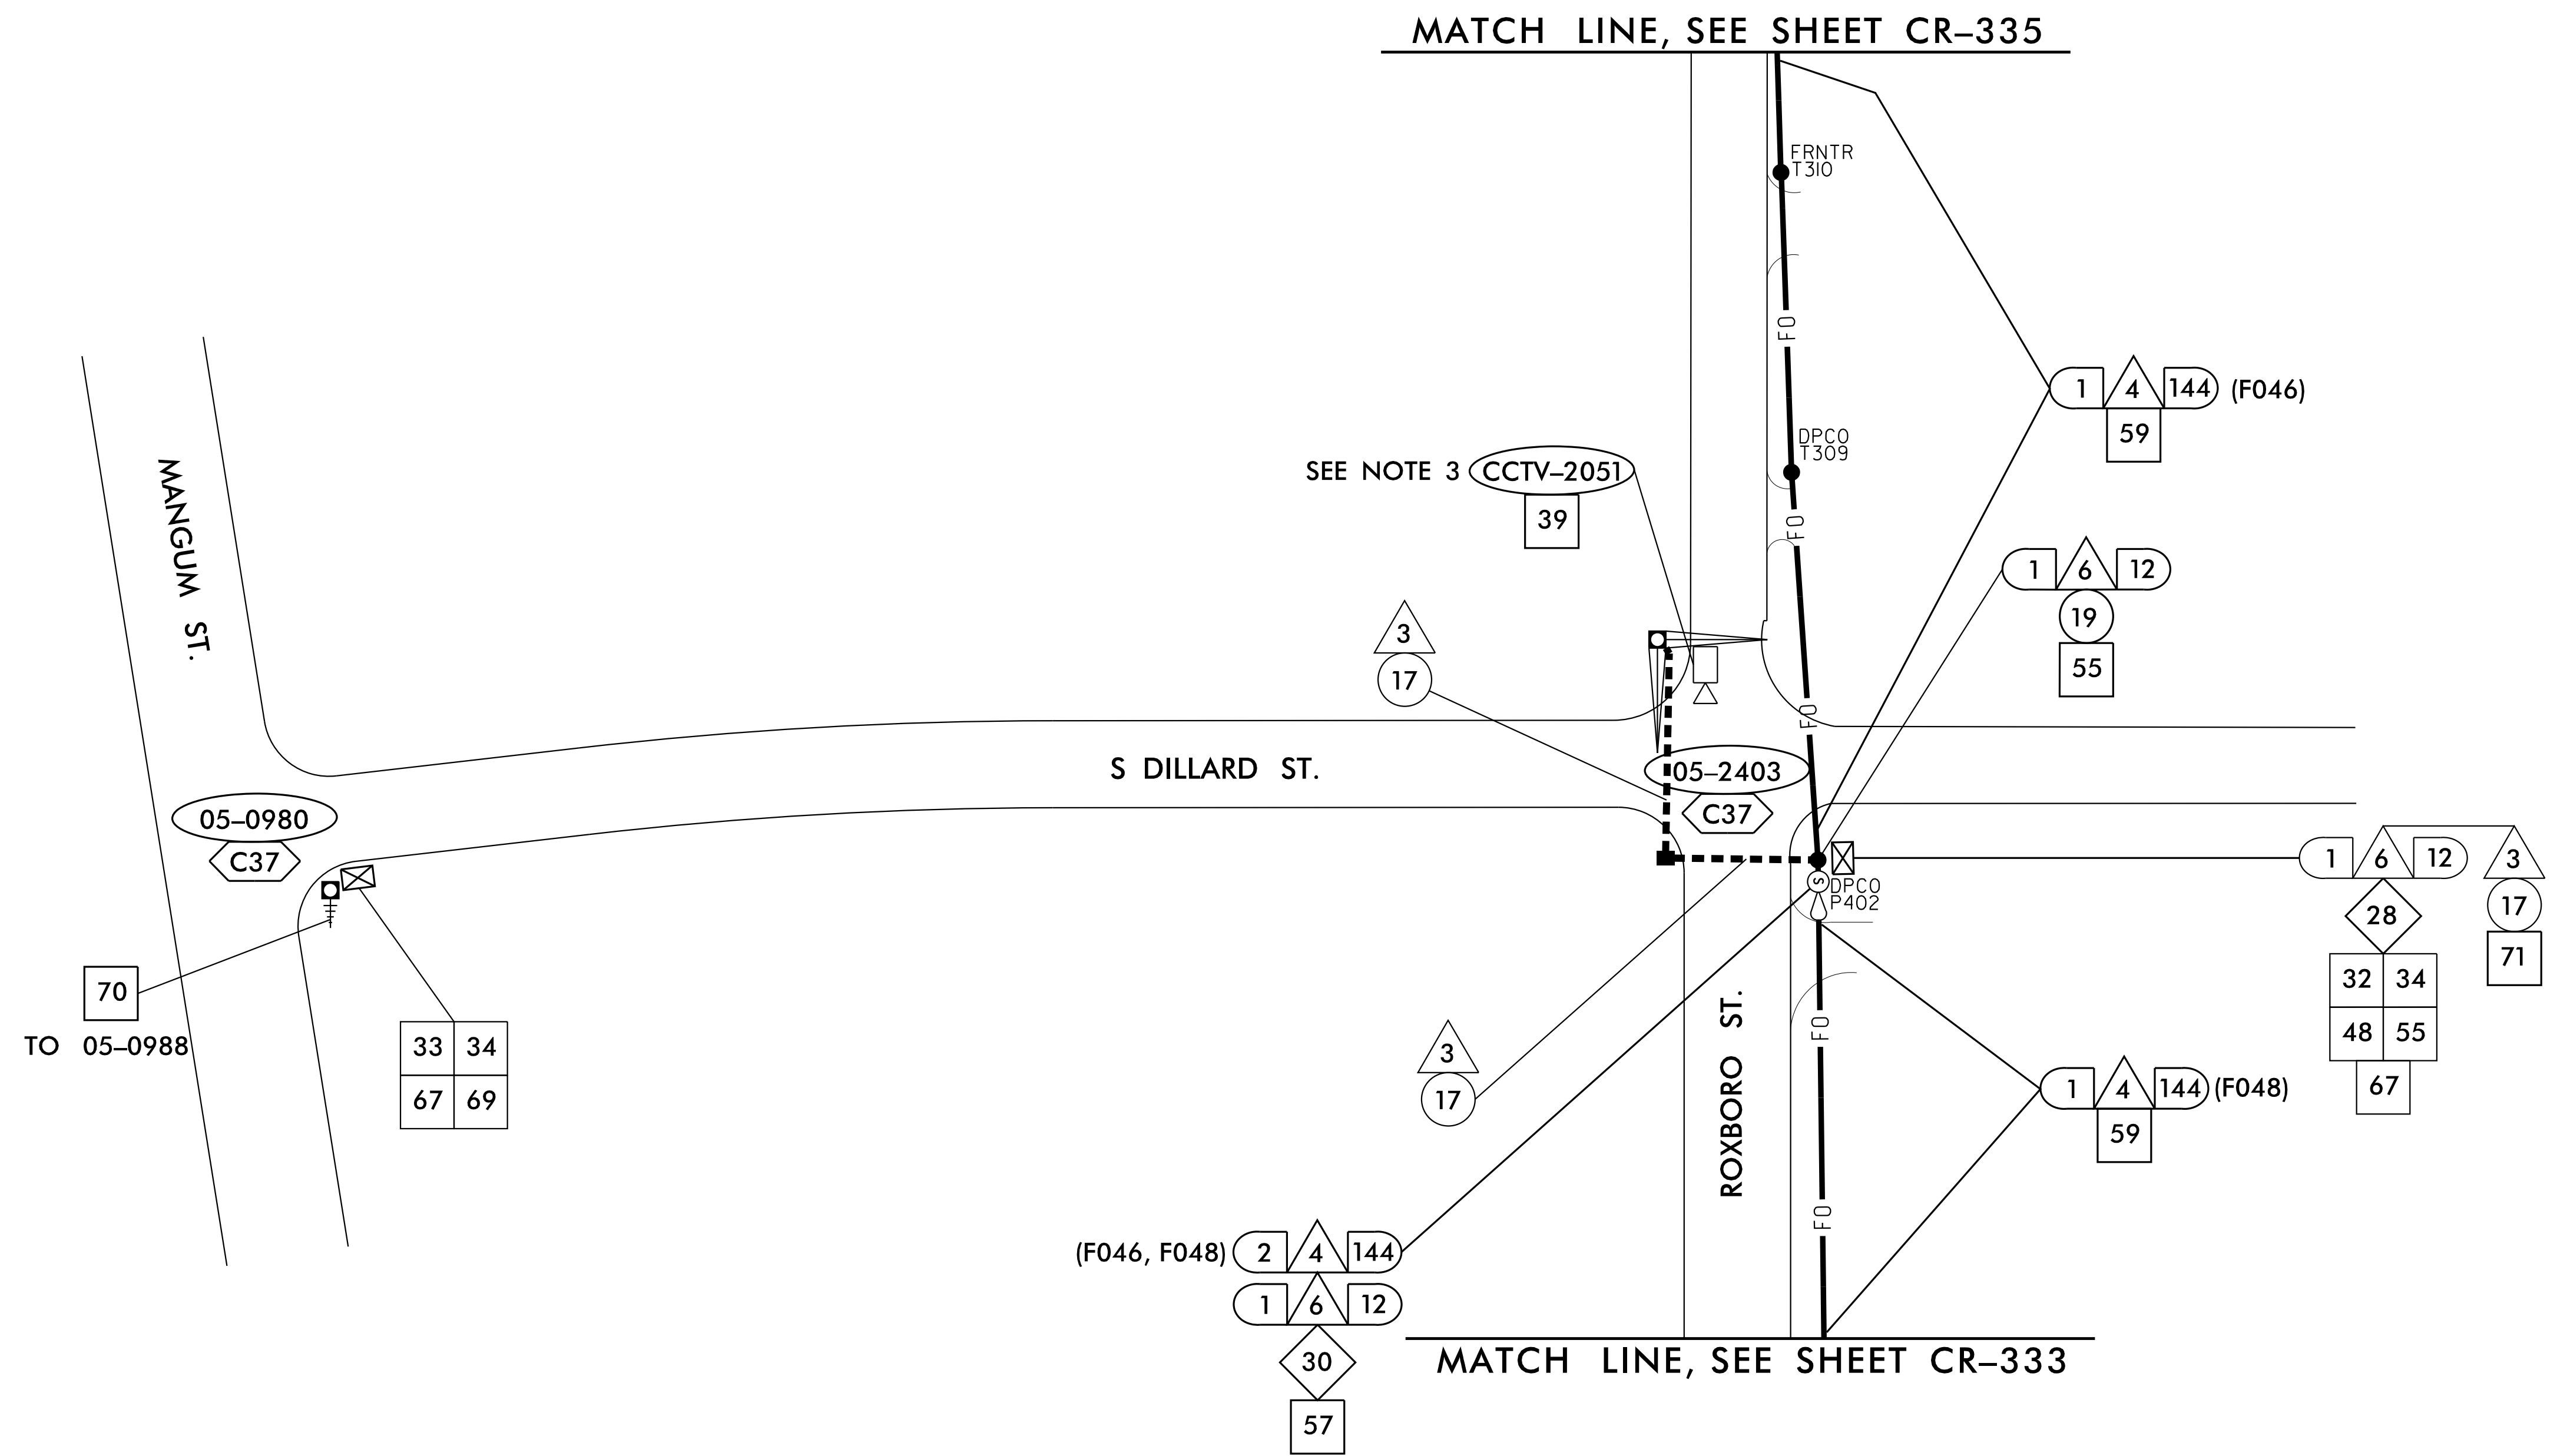 MATCH LINE, SEE SHEET CR–335
FRNTR
T310
FO
1 4 144 (F046)
59
DPCO
T309
SEE NOTE 3 CCTV–2051
39
FO
MANGUM ST.
1 6 12
19
55
3
17
FO
S DILLARD ST.
05–2403
C37
05–0980
C37
DPCO
P402
S
1 6 12 3
28 17
32 34 71
48 55
67
70
TO 05–0988
33 34
67 69
3
17
ROXBORO ST.
FO
1 4 144 (F048)
59
FO
(F046, F048) 2 4 144
1 6 12
30
57
MATCH LINE, SEE SHEET CR–333